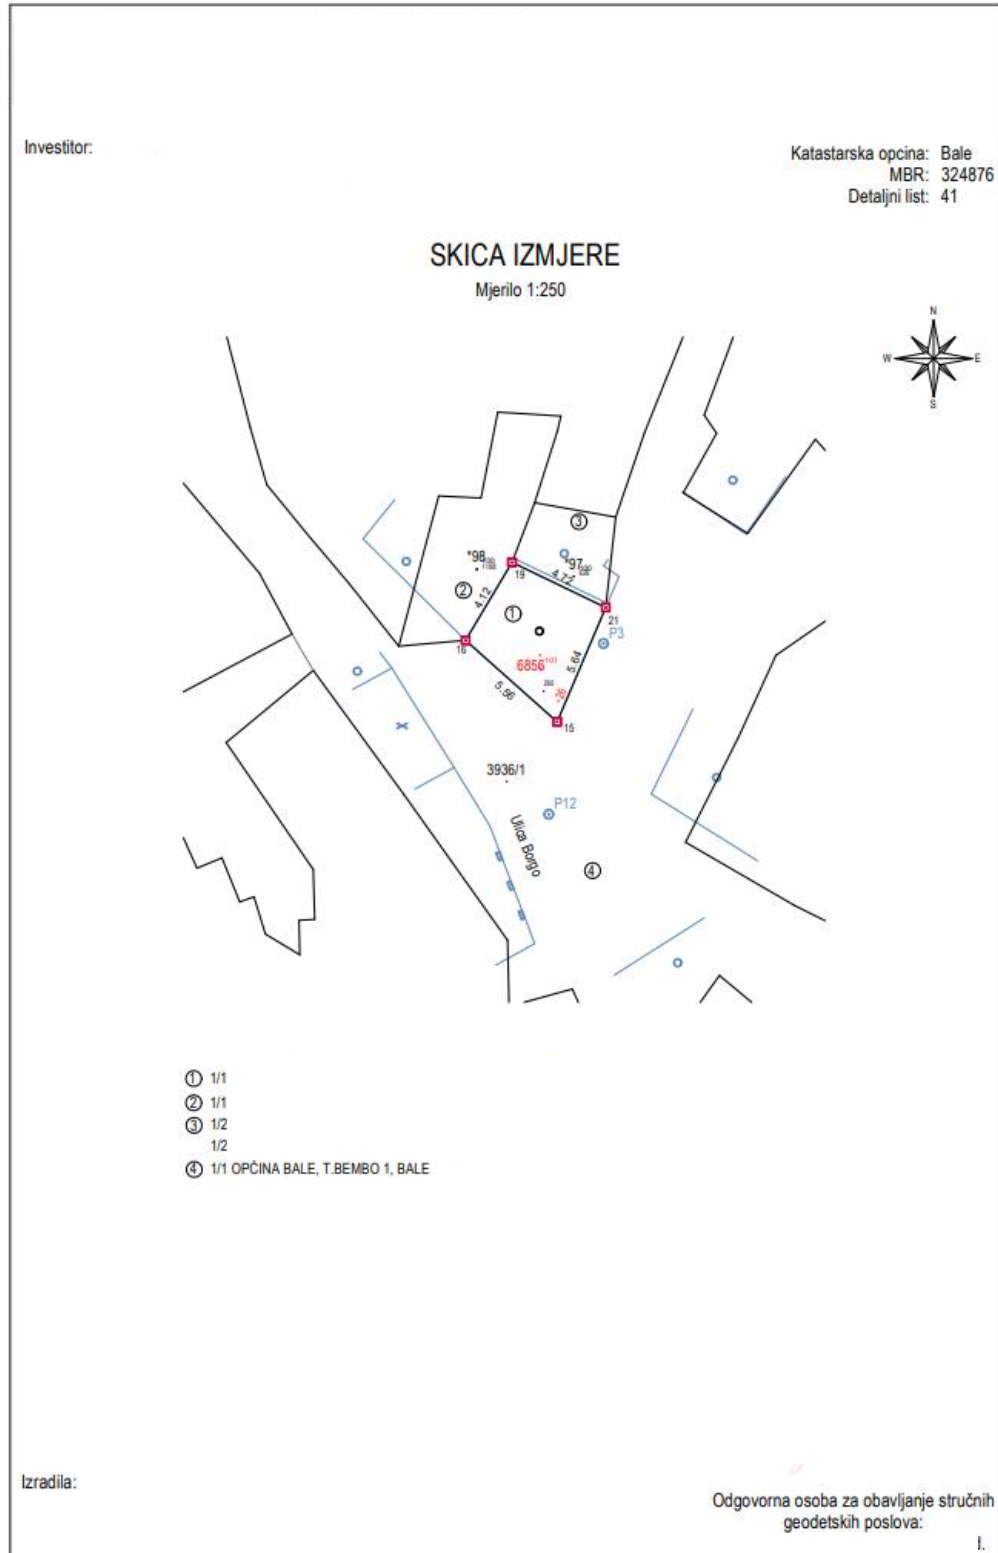 Investitor:
Katastarska opcina: Bale
MBR: 324876
Detaljni list: 41
SKICA IZMJERE
Mjerilo 1:250
N
W E
S
3
*98
*97
19
4.72
2
4.12
1
21
P3
16
6856
5.64
5.56
26
15
3936/1
P12
Ulica Borgo
4
1 1/1
2 1/1
3 1/2
1/2
4 1/1 OPĆINA BALE, T.BEMBO 1, BALE
Izradila:
Odgovorna osoba za obavljanje stručnih
geodetskih poslova: